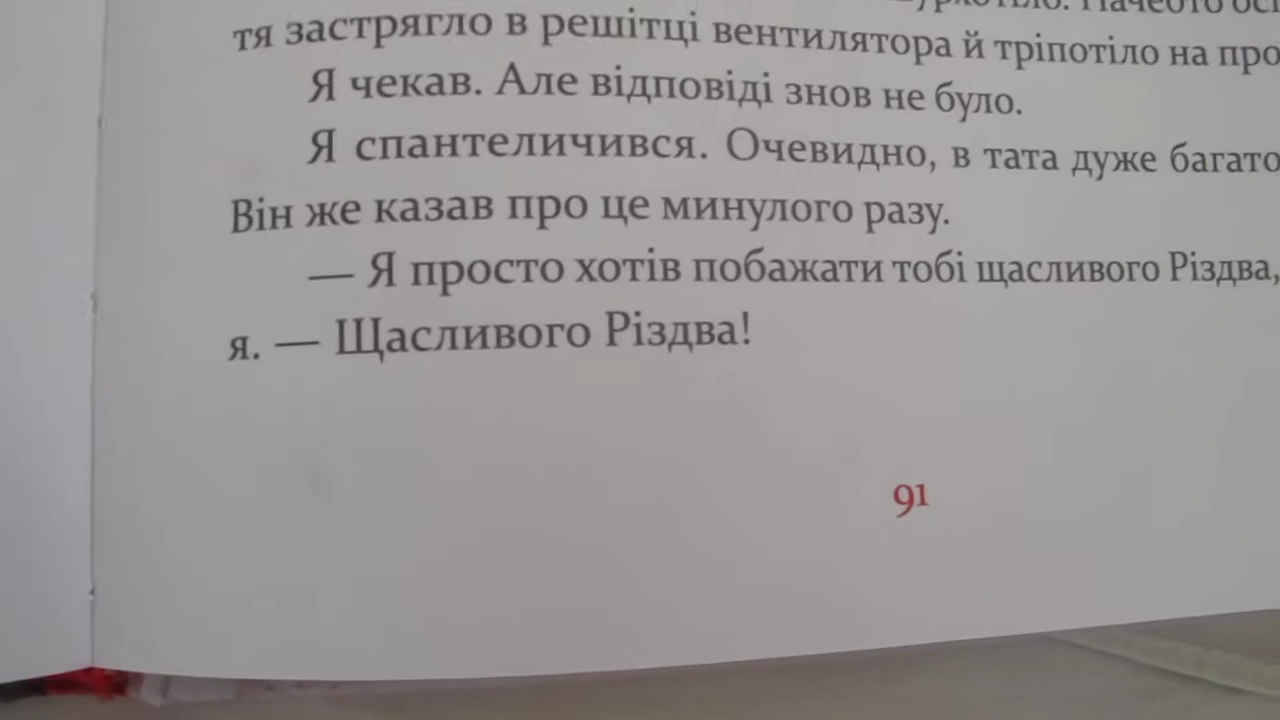 тя застрягло в решітці вентилятора й тріпотіло на про
Я чекав. Але відповіді знов не було.
Я спантеличився. Очевидно, в тата дуже багато
Він же казав про це минулого разу.
— Я просто хотів побажати тобі щасливого Різдва,
я. — Щасливого Різдва!
91